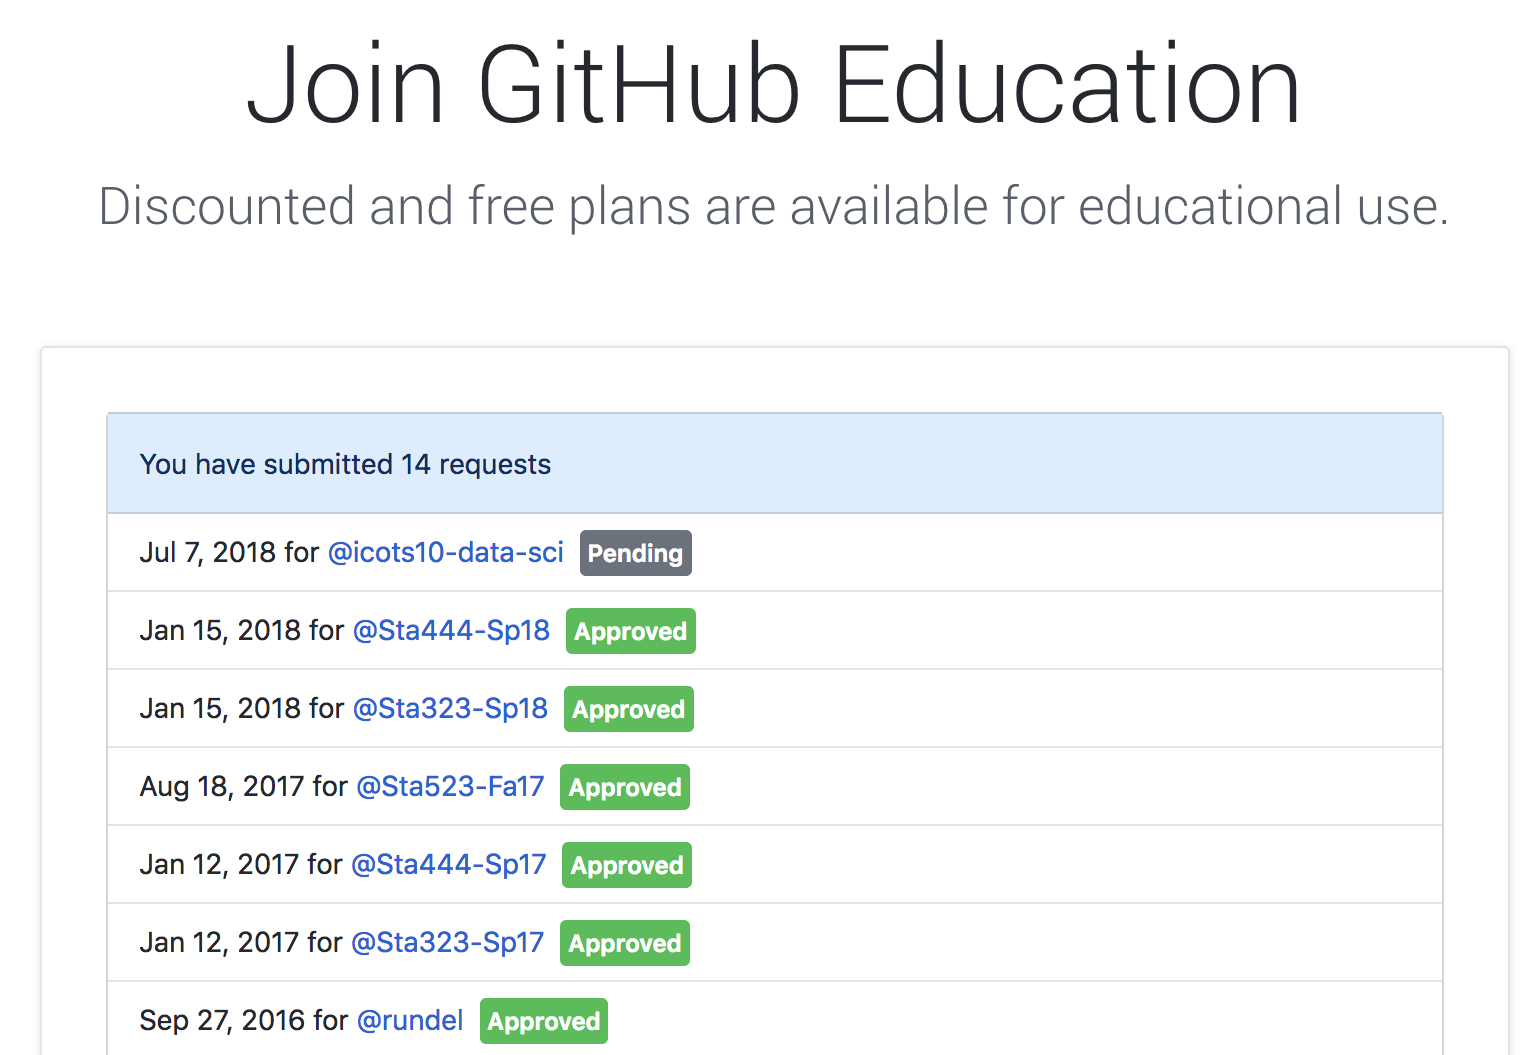 Join GitHub Education
Discounted and free plans are available for educational use.
You have submitted 14 requests
Jul 7, 2018 for @icots10-data-sci Pending
Jan 15, 2018 for @Sta444-Sp18 Approved
Jan 15, 2018 for @Sta323-Sp18 Approved
Aug 18, 2017 for @Sta523-Fa17 Approved
Jan 12, 2017 for @Sta444-Sp17 Approved
Jan 12, 2017 for @Sta323-Sp17 Approved
Sep 27, 2016 for @rundel Approved